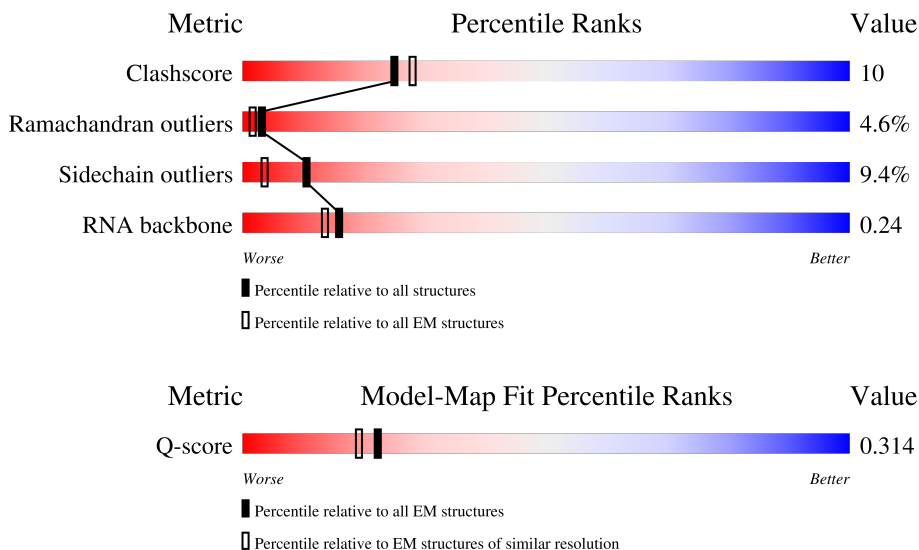 Metric Percentile Ranks Value
Clashscore 10
Ramachandran outliers 4.6%
Sidechain outliers 9.4%
RNA backbone 0.24
Worse Better
Percentile relative to all structures
Percentile relative to all EM structures
Metric Model-Map Fit Percentile Ranks Value
Q-score 0.314
Worse Better
Percentile relative to all EM structures
Percentile relative to EM structures of similar resolution